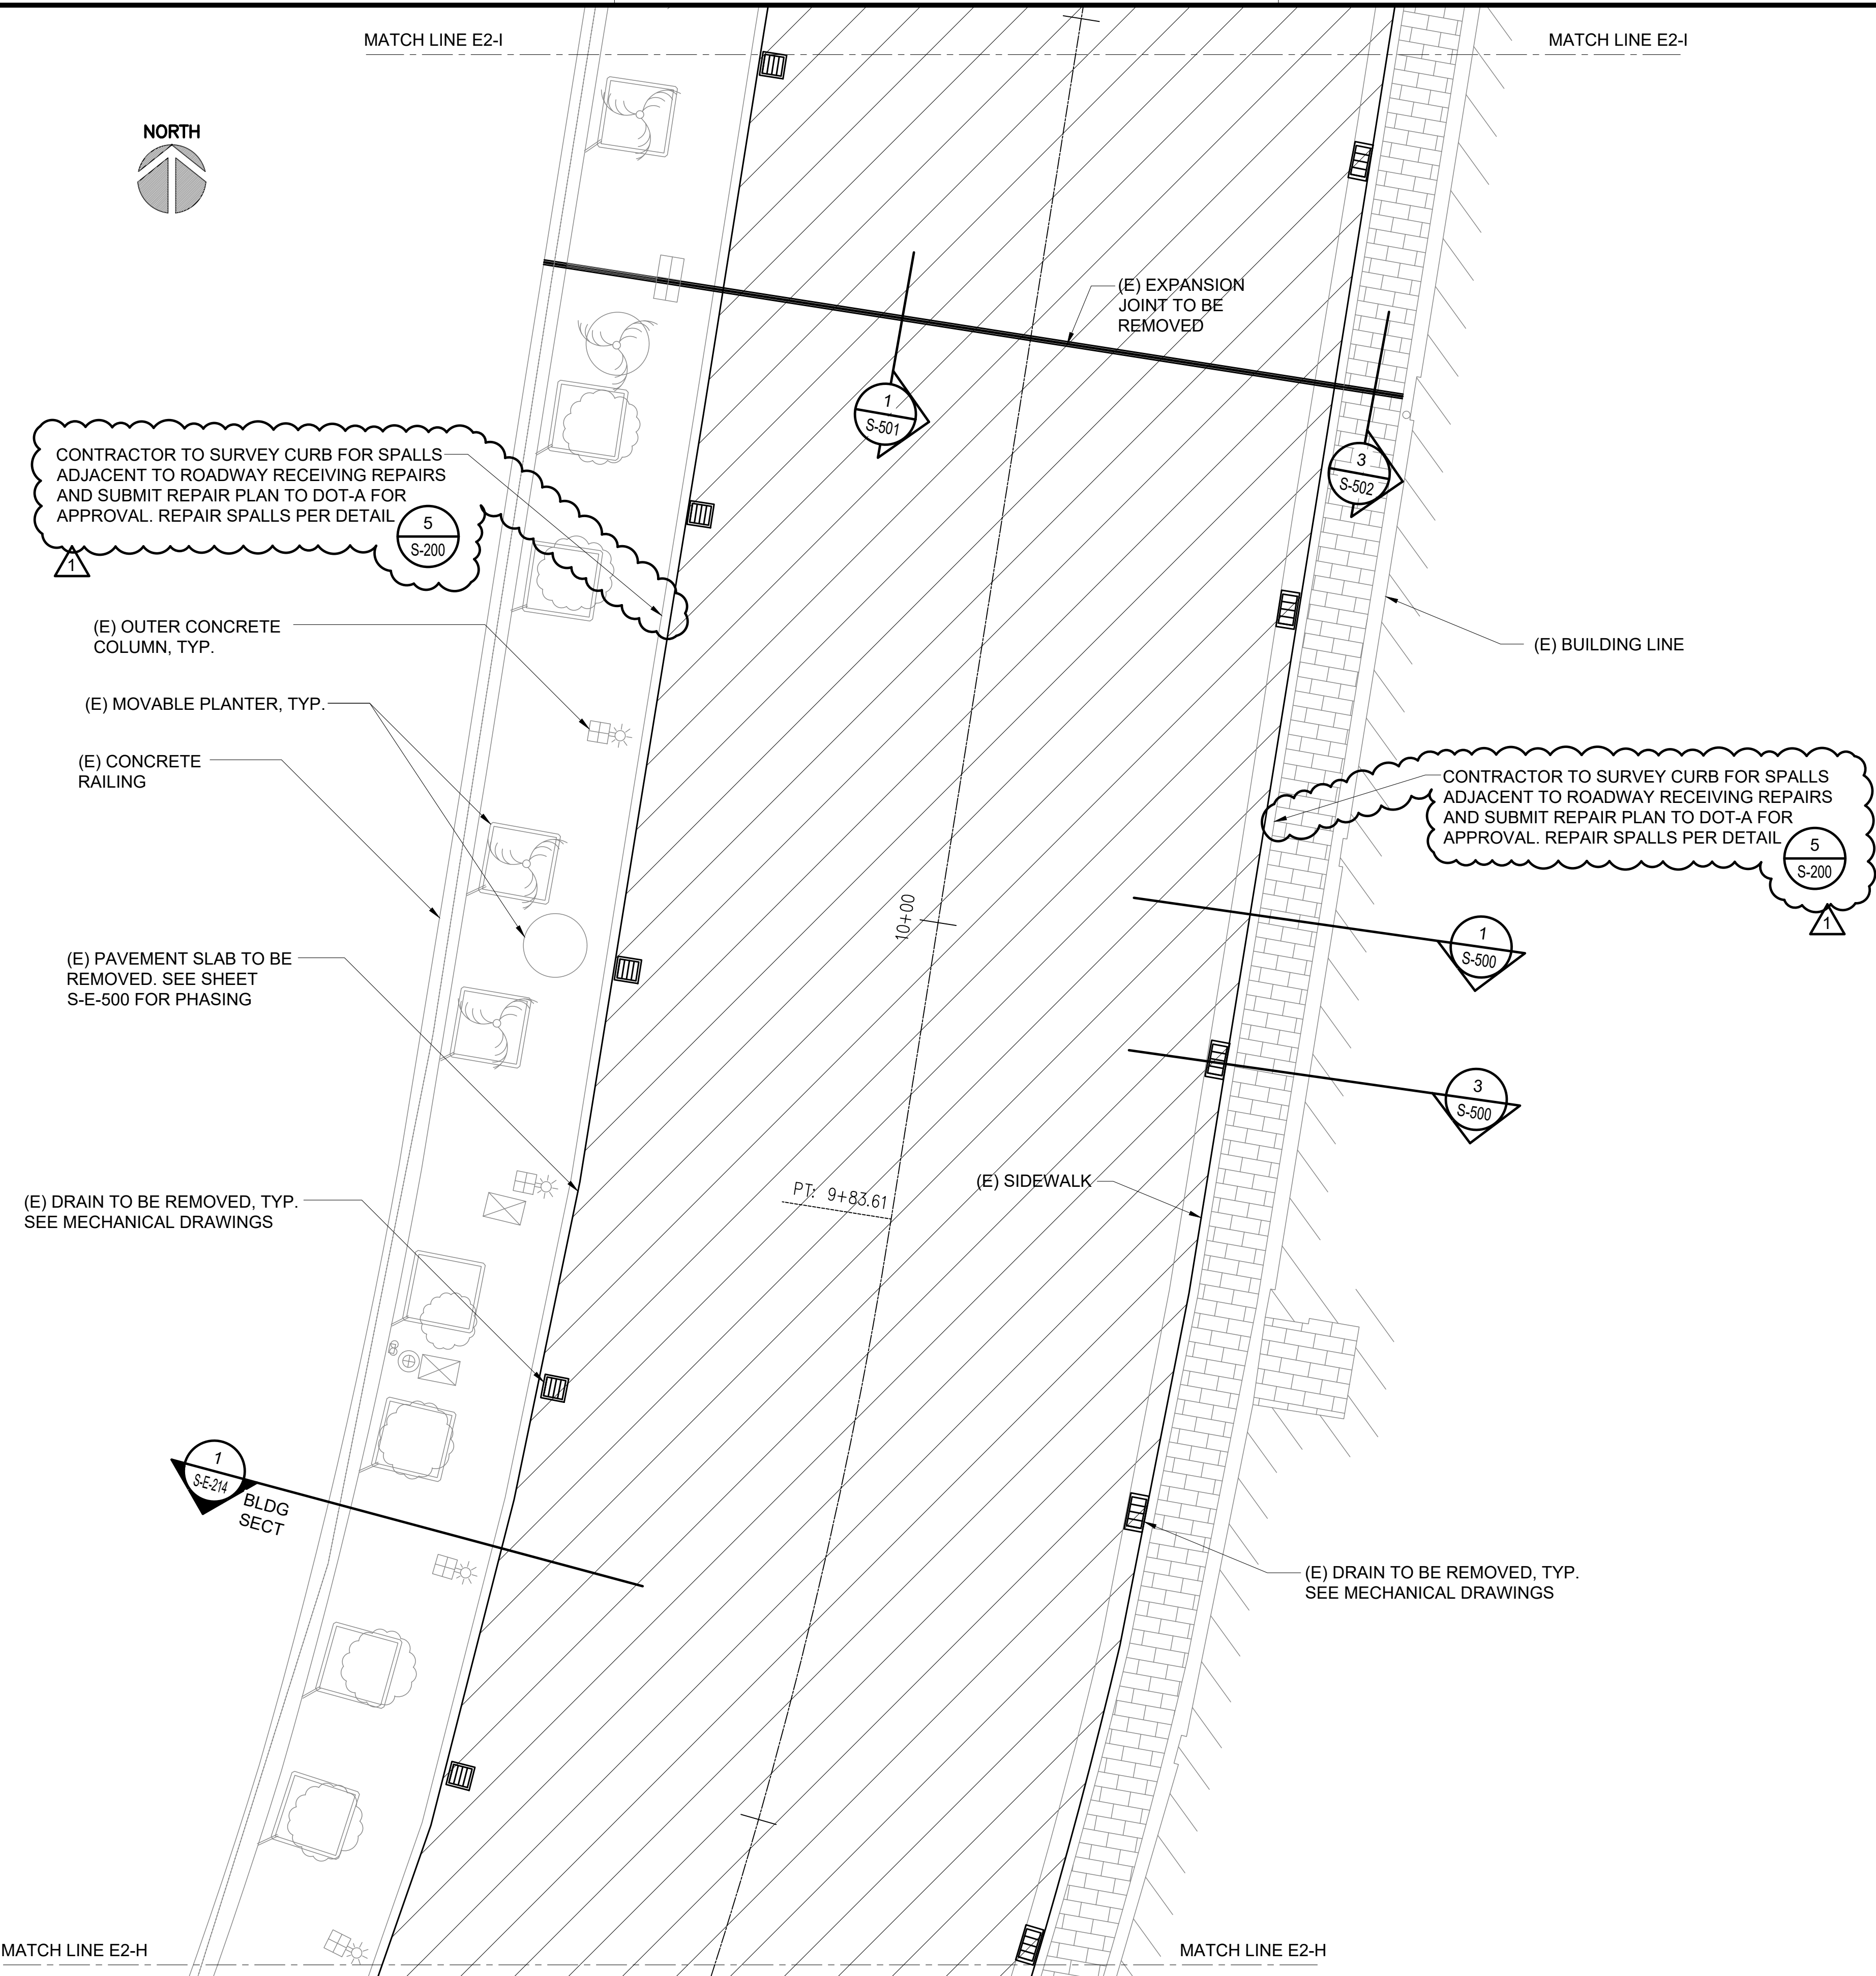 MATCH LINE E2-I
MATCH LINE E2-I
NORTH
(E) EXPANSION
JOINT TO BE
REMOVED
1
S-501
3
S-502
CONTRACTOR TO SURVEY CURB FOR SPALLS
ADJACENT TO ROADWAY RECEIVING REPAIRS
AND SUBMIT REPAIR PLAN TO DOT-A FOR
APPROVAL. REPAIR SPALLS PER DETAIL
5
S-200
1
(E) OUTER CONCRETE
COLUMN, TYP.
(E) BUILDING LINE
(E) MOVABLE PLANTER, TYP.
(E) CONCRETE
RAILING
CONTRACTOR TO SURVEY CURB FOR SPALLS
ADJACENT TO ROADWAY RECEIVING REPAIRS
AND SUBMIT REPAIR PLAN TO DOT-A FOR
APPROVAL. REPAIR SPALLS PER DETAIL
5
S-200
1
10+00
1
S-500
(E) PAVEMENT SLAB TO BE
REMOVED. SEE SHEET
S-E-500 FOR PHASING
3
S-500
(E) SIDEWALK
PT: 9+83.61
(E) DRAIN TO BE REMOVED, TYP.
SEE MECHANICAL DRAWINGS
1
S-E-214
BLDG
SECT
(E) DRAIN TO BE REMOVED, TYP.
SEE MECHANICAL DRAWINGS
MATCH LINE E2-H
MATCH LINE E2-H